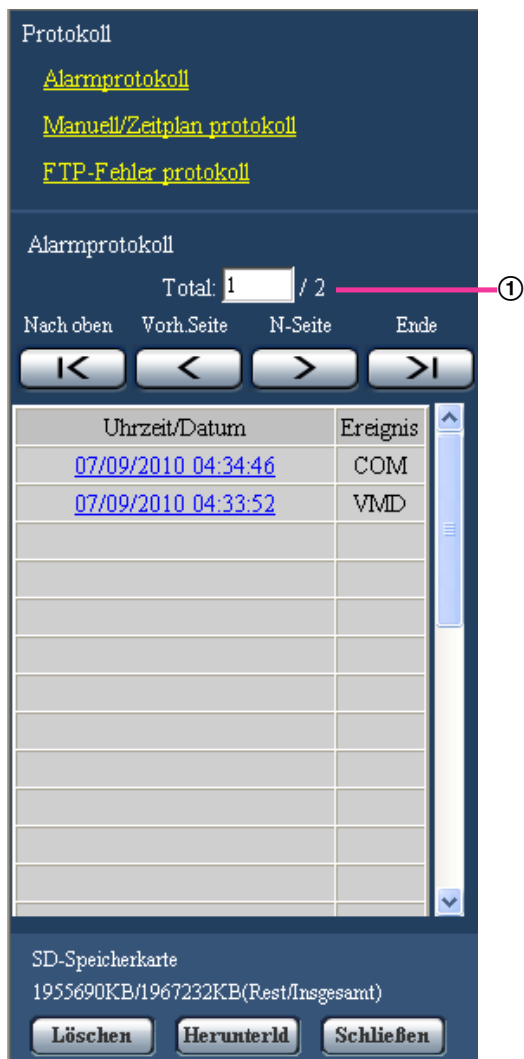 Protokoll
Alarmprotokoll
Manuell/Zeitplan protokoll
FTP-Fehler protokoll
Alarmprotokoll
Total: 1 / 2
①
Nach oben Vorh.Seite N-Seite Ende
Uhrzeit/Datum Ereignis
07/09/2010 04:34:46 COM
07/09/2010 04:33:52 VMD
SD-Speicherkarte
1955690KB/1967232KB(Rest/Insgesamt)
Löschen Herunterld Schließen